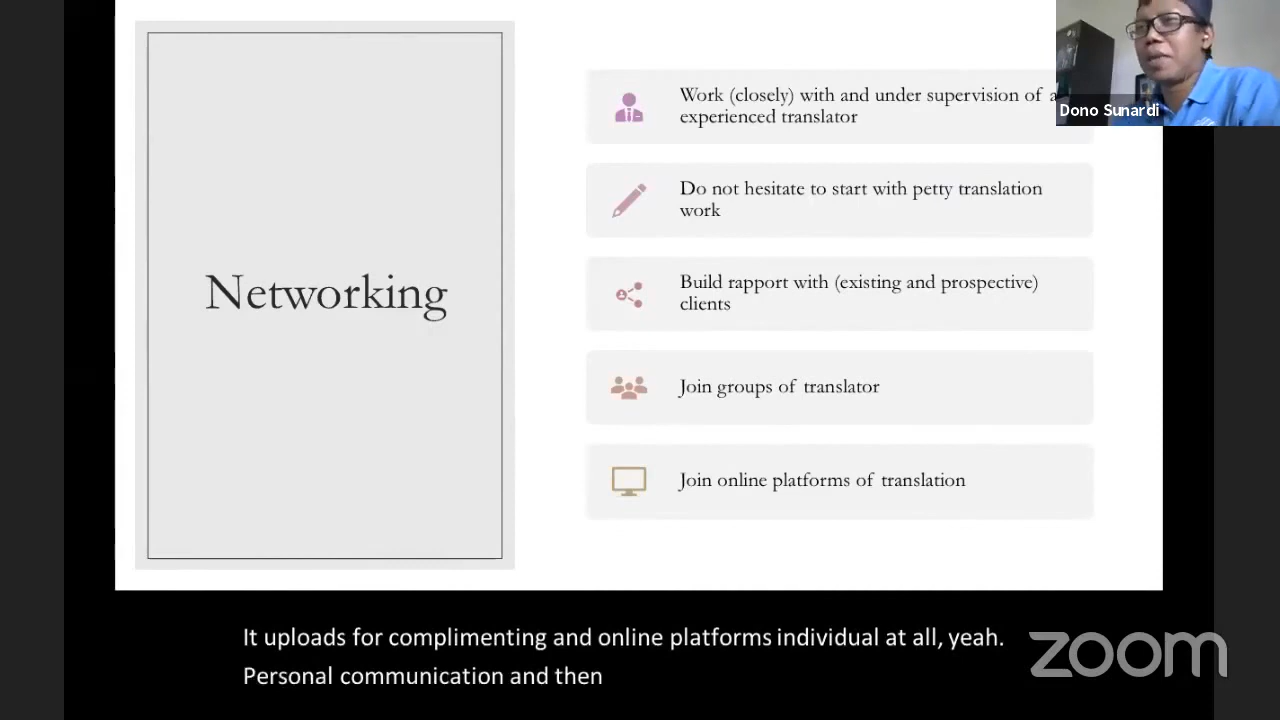 Networking
Work (closely) with and under supervision of
experienced translator
Do not hesitate to start with petty translation
work
Build rapport with (existing and prospective)
clients
Join groups of translator
Join online platforms of translation
Dono Sunardi
It uploads for complimenting and online platforms individual at all, yeah.
Personal communication and then
zoom